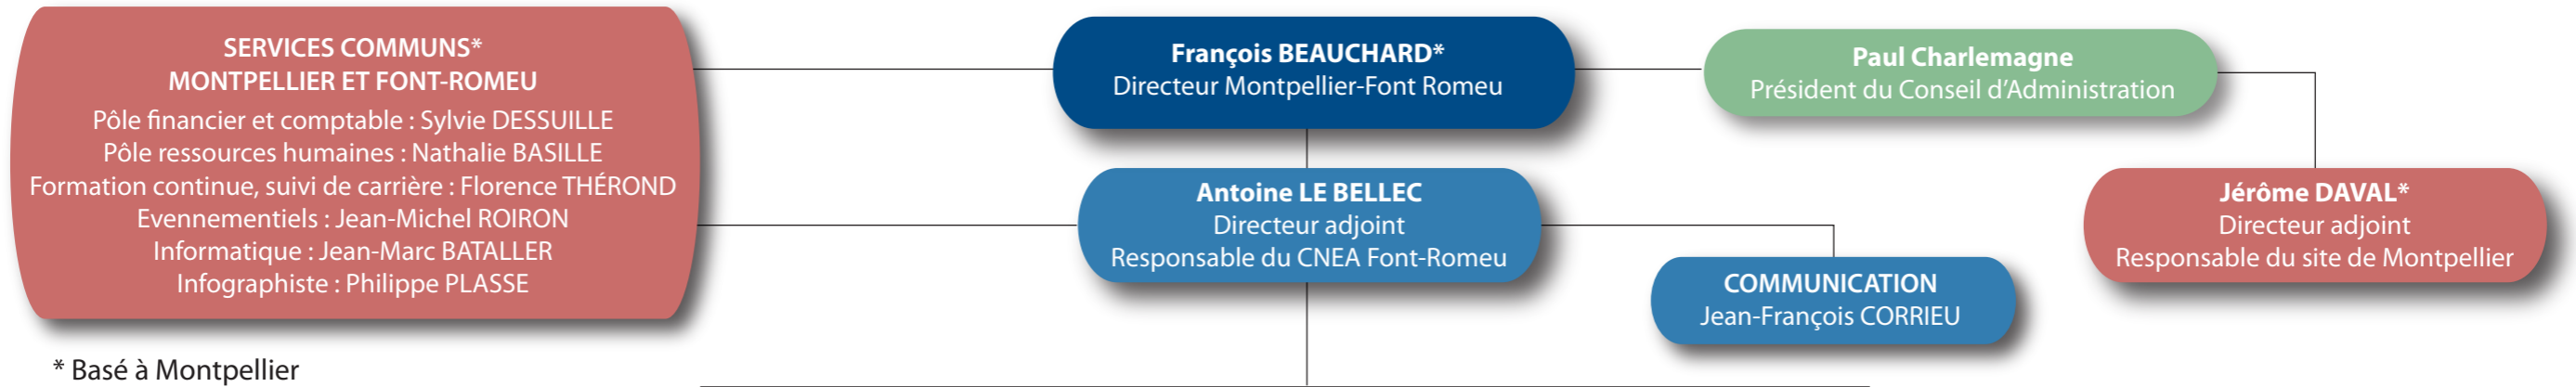 SERVICES COMMUNS*
MONTPELLIER ET FONT-ROMEU
Pôle financier et comptable : Sylvie DESSUILLE
Pôle ressources humaines : Nathalie BASILLE
Formation continue, suivi de carrière : Florence THÉROND
Evennementiels : Jean-Michel ROIRON
Informatique : Jean-Marc BATALLER
Infographiste : Philippe PLASSE
* Basé à Montpellier
François BEAUCHARD*
Directeur Montpellier-Font Romeu
Paul Charlemagne
Président du Conseil d’Administration
Antoine LE BELLEC
Directeur adjoint
Responsable du CNEA Font-Romeu
COMMUNICATION
Jean-François CORRIEU
Jérôme DAVAL*
Directeur adjoint
Responsable du site de Montpellier